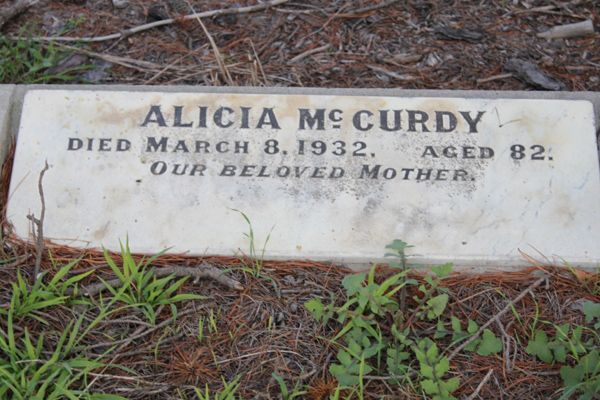 ALICIA McCURDY
DIED MARCH 8, 1932. AGED 82.
OUR BELOVED MOTHER.